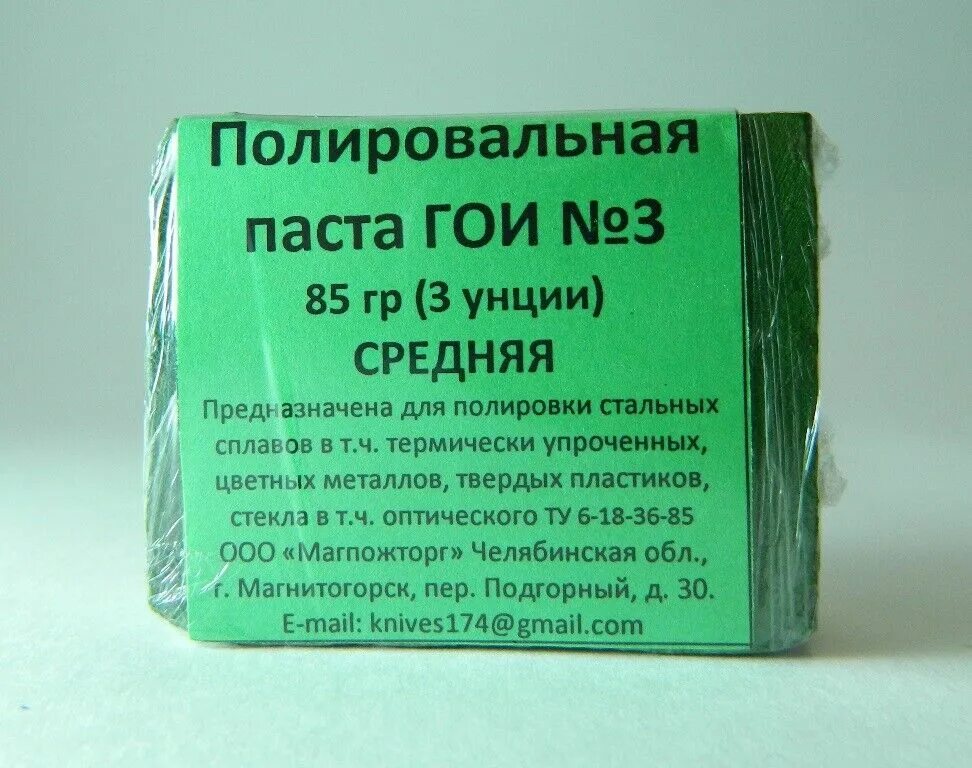 Полировальная
паста ГОИ №3
85 гр (3 унции)
СРЕДНЯЯ
Предназначена для полировки стальных
сплавов в т.ч. термически упроченных,
цветных металлов, твердых пластиков,
стекла в т.ч. оптического ТУ 6-18-36-85
ООО «Магпожторг» Челябинская обл.,
г. Магнитогорск, пер. Подгорный, д. 30.
E-mail: knives174@gmail.com